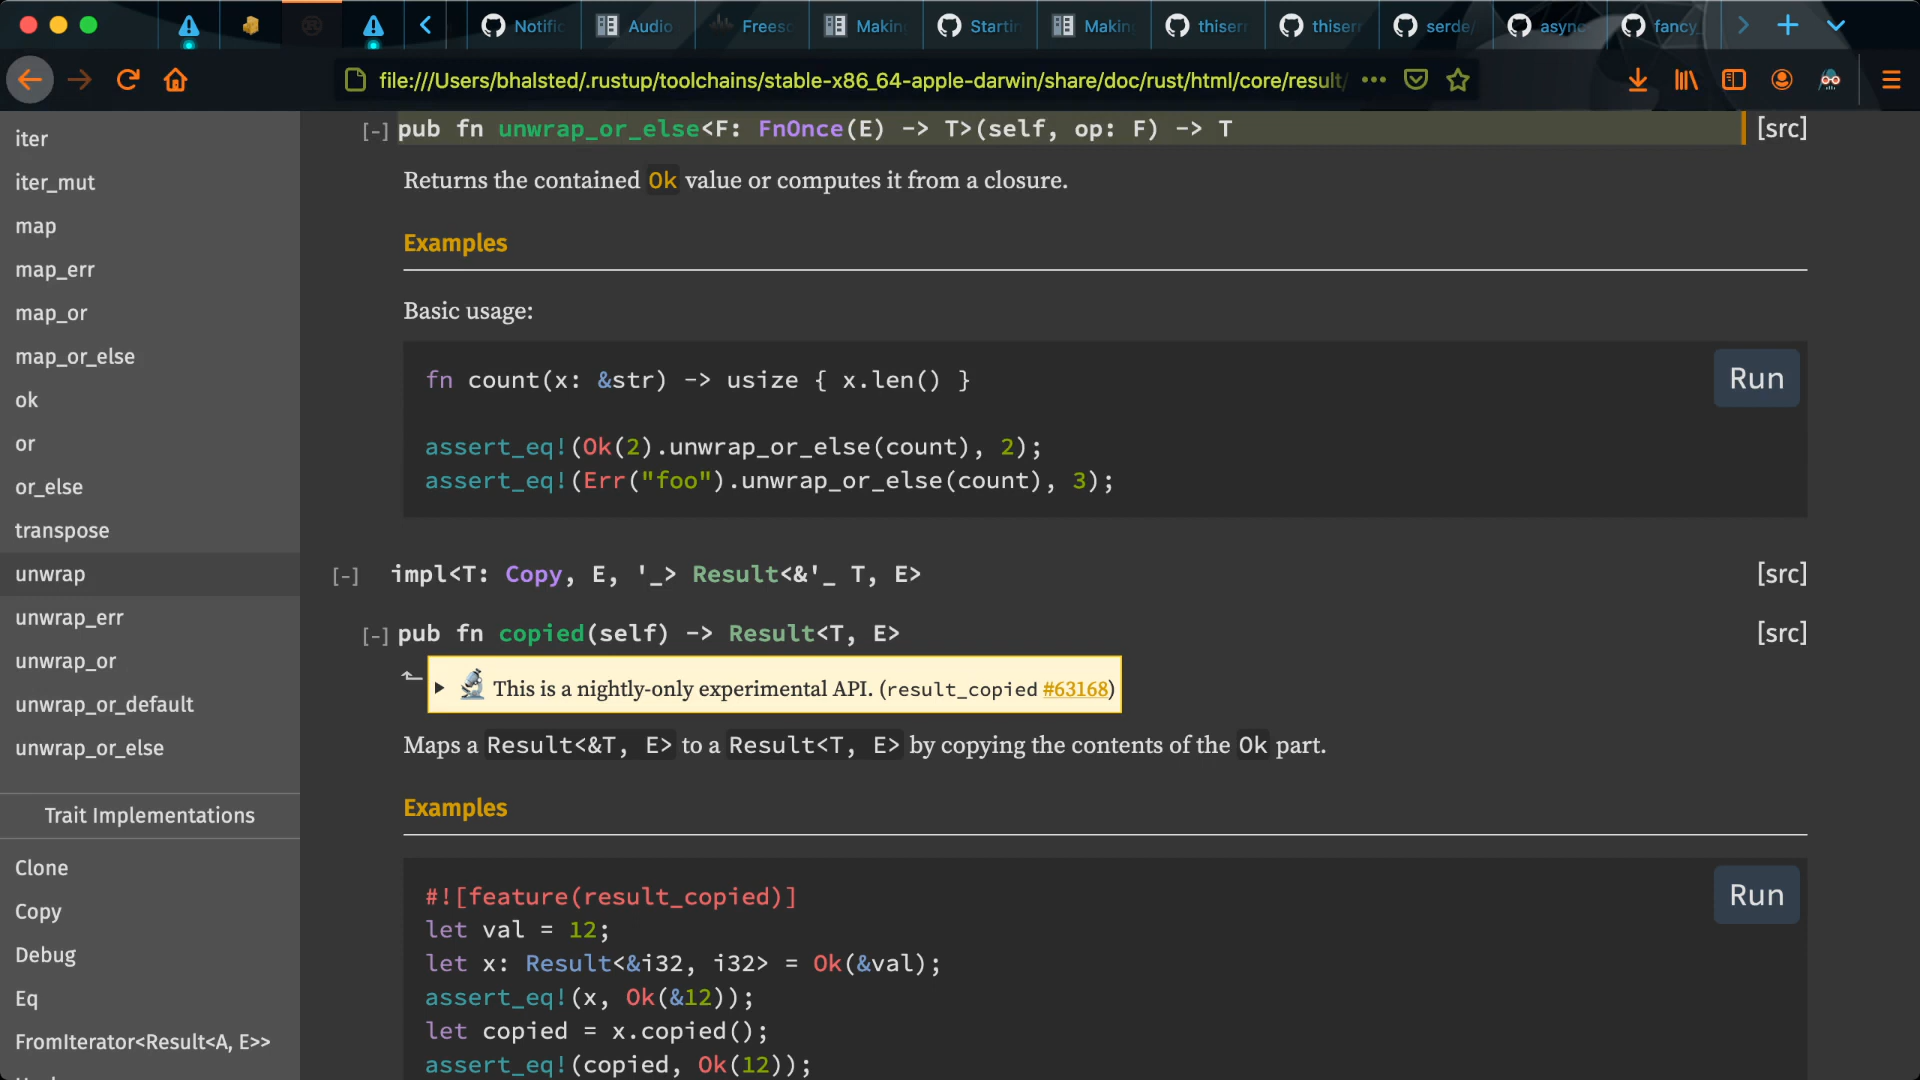 Notific
Audio
Freeso
Making
Startin
Making
thiserr
thiserr
serde/
async
fancy_
file:///Users/bhalsted/.rustup/toolchains/stable-x86_64-apple-darwin/share/doc/rust/html/core/result/
iter
iter_mut
map
map_err
map_or
map_or_else
ok
or
or_else
transpose
unwrap
unwrap_err
unwrap_or
unwrap_or_default
unwrap_or_else
Trait Implementations
Clone
Copy
Debug
Eq
FromIterator<Result<A, E>>
[-] pub fn unwrap_or_else<F: FnOnce(E) -> T>(self, op: F) -> T [src]
Returns the contained Ok value or computes it from a closure.
Examples
Basic usage:
Run
fn count(x: &str) -> usize { x.len() }
assert_eq!(Ok(2).unwrap_or_else(count), 2);
assert_eq!(Err("foo").unwrap_or_else(count), 3);
[-] impl<T: Copy, E, '_> Result<&'_ T, E> [src]
[-] pub fn copied(self) -> Result<T, E> [src]
This is a nightly-only experimental API. (result_copied #63168)
Maps a Result<&T, E> to a Result<T, E> by copying the contents of the Ok part.
Examples
Run
#![feature(result_copied)]
let val = 12;
let x: Result<&i32, i32> = Ok(&val);
assert_eq!(x, Ok(&12));
let copied = x.copied();
assert_eq!(copied, Ok(12));